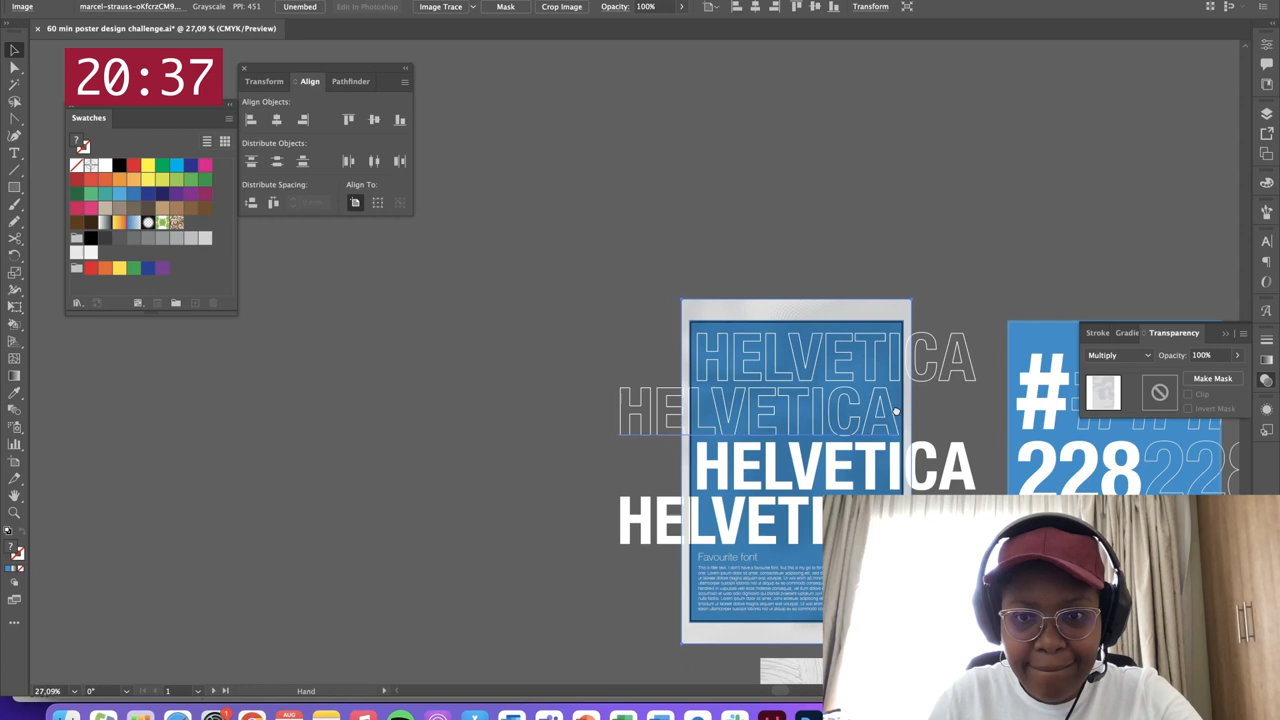 Image
marcel-strauss-oKfcrzCM9...
Grayscale
PPI: 451
Unembed
Edit In Photoshop
Image Trace
Mask
Crop Image
Opacity: 100%
Transform
60 min poster design challenge.ai* @ 27,09 % (CMYK/Preview)
20:37
Swatches
Transform
Align
Pathfinder
Align Objects:
Distribute Objects:
Distribute Spacing:
Align To:
HELVETICA
HELVETICA
HELVETICA
HELVETI
Favourite font
#
228
Stroke
Gradie
Transparency
Multiply
Opacity: 100%
Make Mask
Clip
Invert Mask
27,09%
0°
1
Hand
AUG